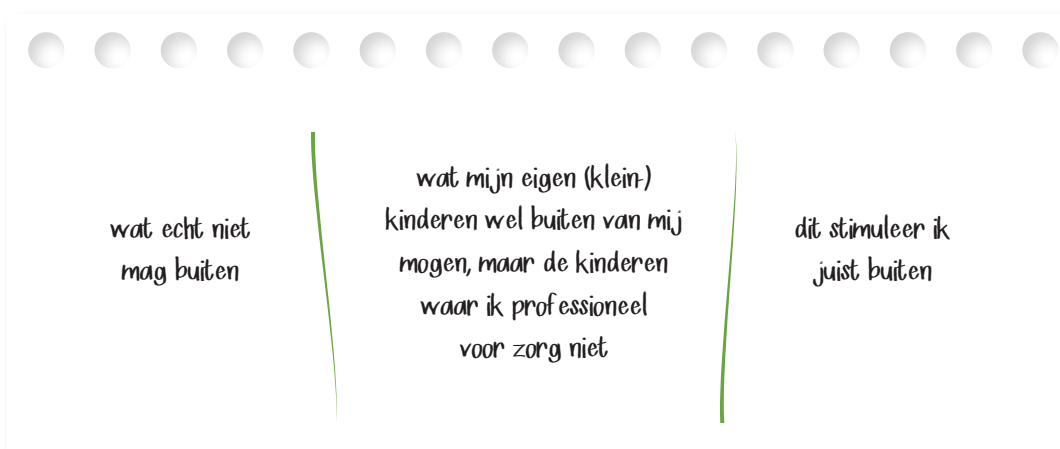 wat echt niet
mag buiten
wat mijn eigen (klein-)
kinderen wel buiten van mij
mogen, maar de kinderen
waar ik professioneel
voor zorg niet
dit stimuleer ik
juist buiten